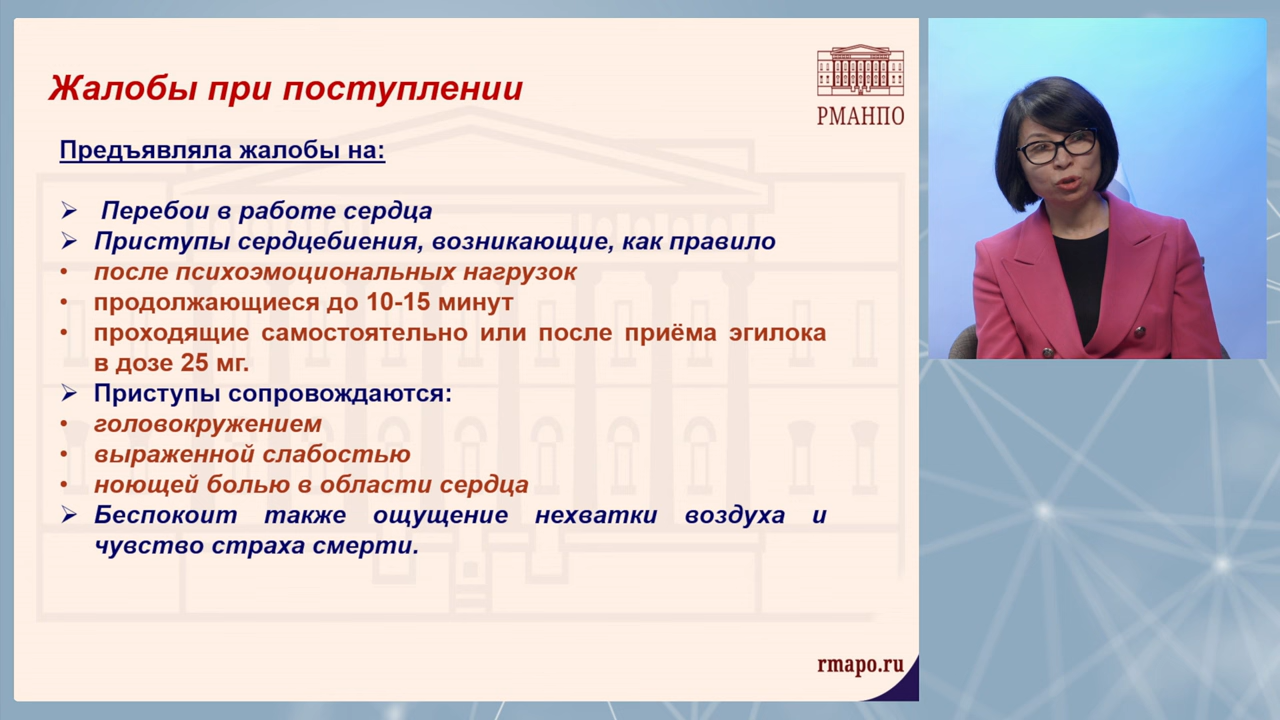 Жалобы при поступлении
РМАНПО
Предъявляла жалобы на:
Перебои в работе сердца
Приступы сердцебиения, возникающие, как правило
после психоэмоциональных нагрузок
продолжающиеся до 10-15 минут
проходящие самостоятельно или после приёма эгилока
в дозе 25 мг.
Приступы сопровождаются:
головокружением
выраженной слабостью
ноющей болью в области сердца
Беспокоит также ощущение нехватки воздуха и
чувство страха смерти.
rmapo.ru